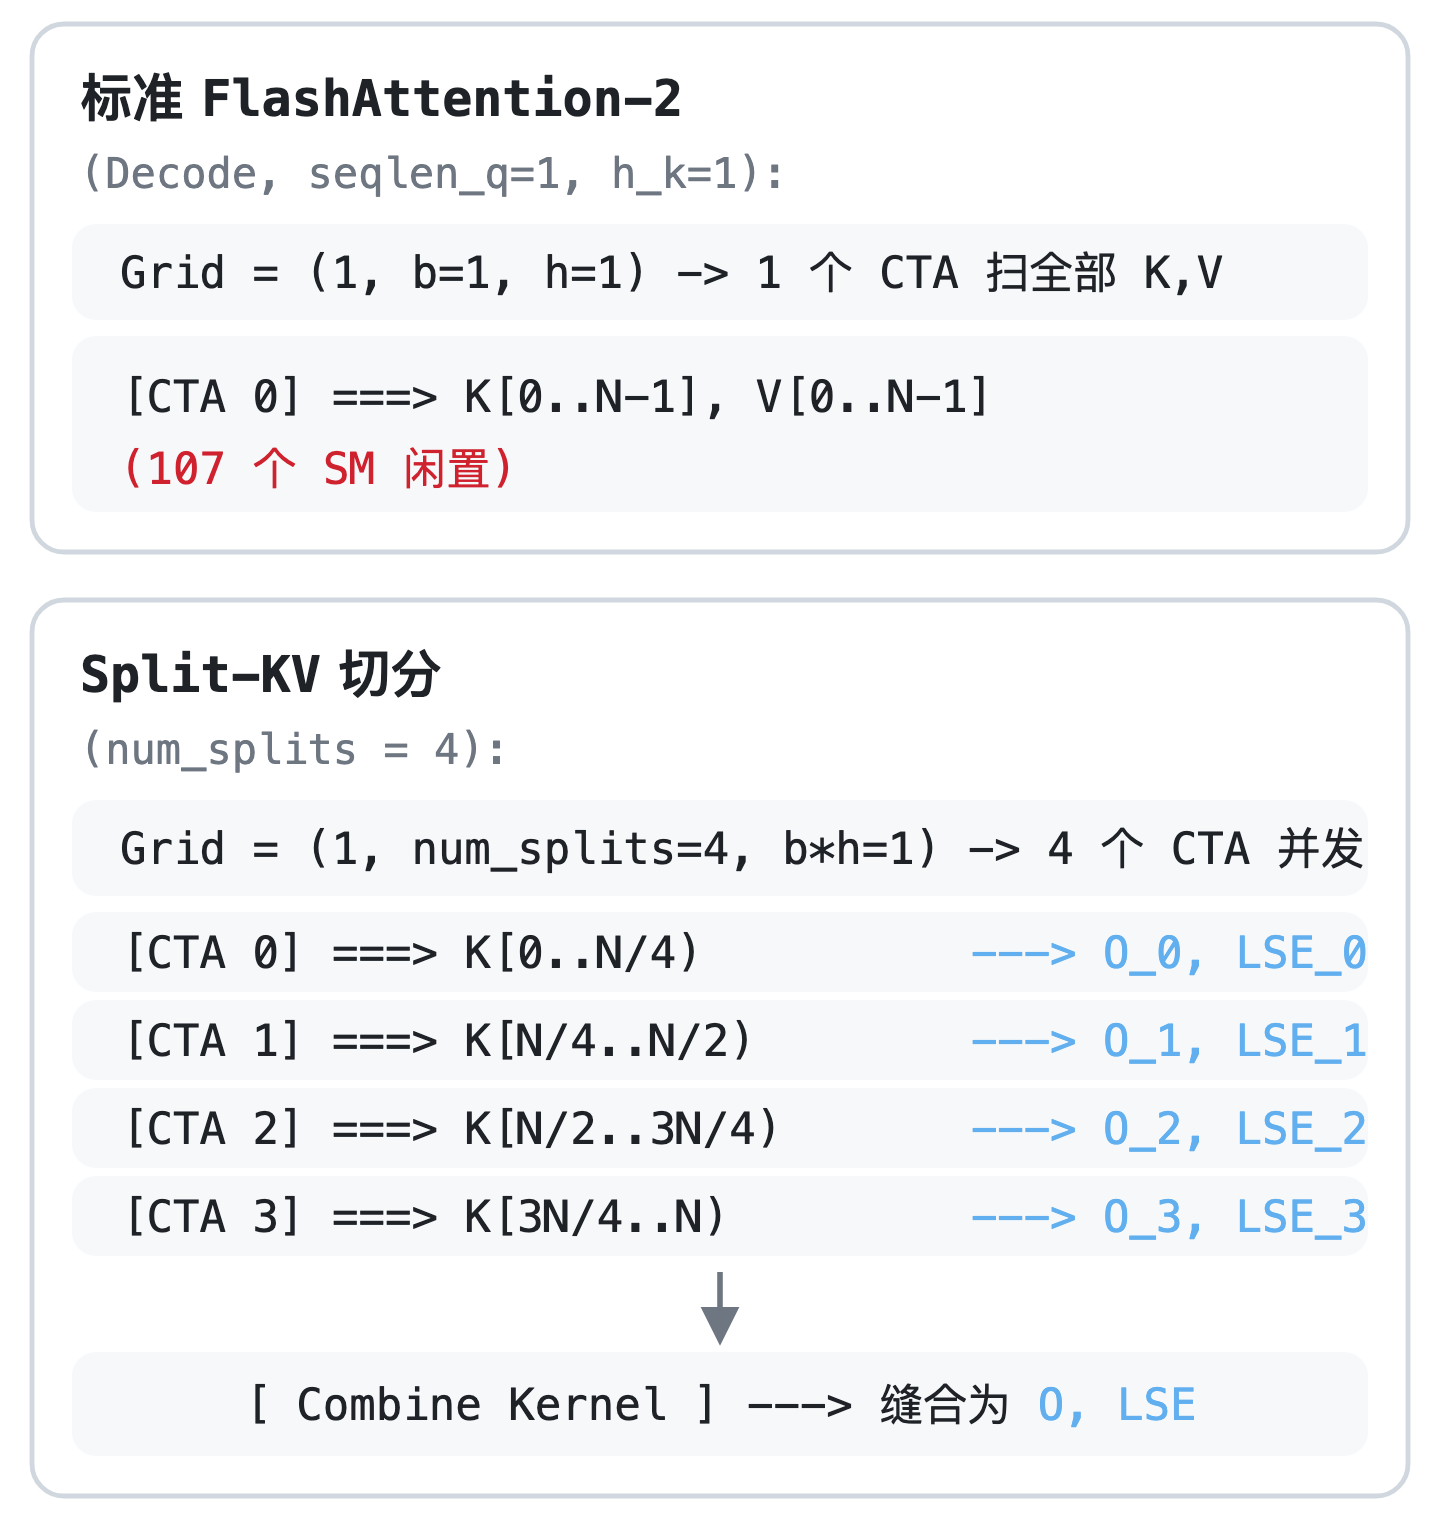 标准 FlashAttention-2
(Decode, seqlen_q=1, h_k=1):
Grid = (1, b=1, h=1) -> 1 个 CTA 扫全部 K,V
[CTA 0] ===> K[0..N-1], V[0..N-1]
(107 个 SM 闲置)
Split-KV 切分
(num_splits = 4):
Grid = (1, num_splits=4, b*h=1) -> 4 个 CTA 并发
[CTA 0] ===> K[0..N/4) ---> O_0, LSE_0
[CTA 1] ===> K[N/4..N/2) ---> O_1, LSE_1
[CTA 2] ===> K[N/2..3N/4) ---> O_2, LSE_2
[CTA 3] ===> K[3N/4..N) ---> O_3, LSE_3
[ Combine Kernel ] ---> 缝合为 O, LSE